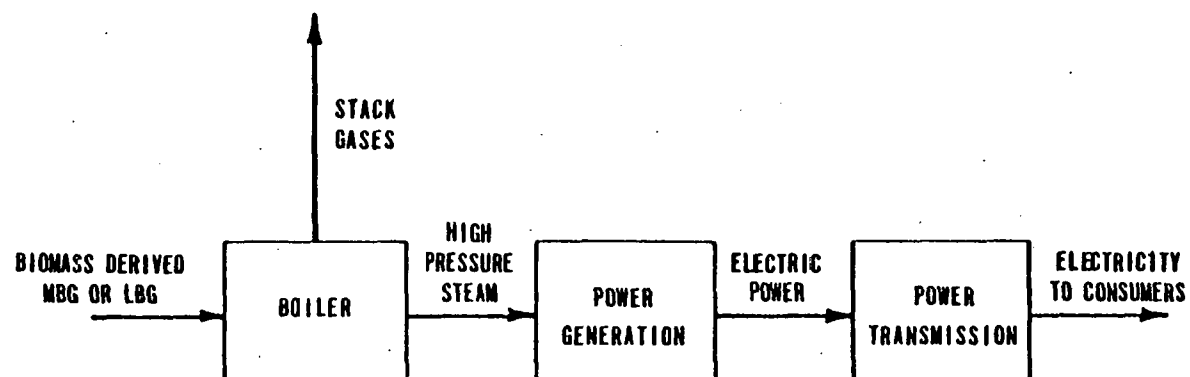 STACK
GASES
BIOMASS DERIVED
MBG OR LBG
BOILER
HIGH
PRESSURE
STEAM
POWER
GENERATION
ELECTRIC
POWER
POWER
TRANSMISSION
ELECTRICITY
TO CONSUMERS